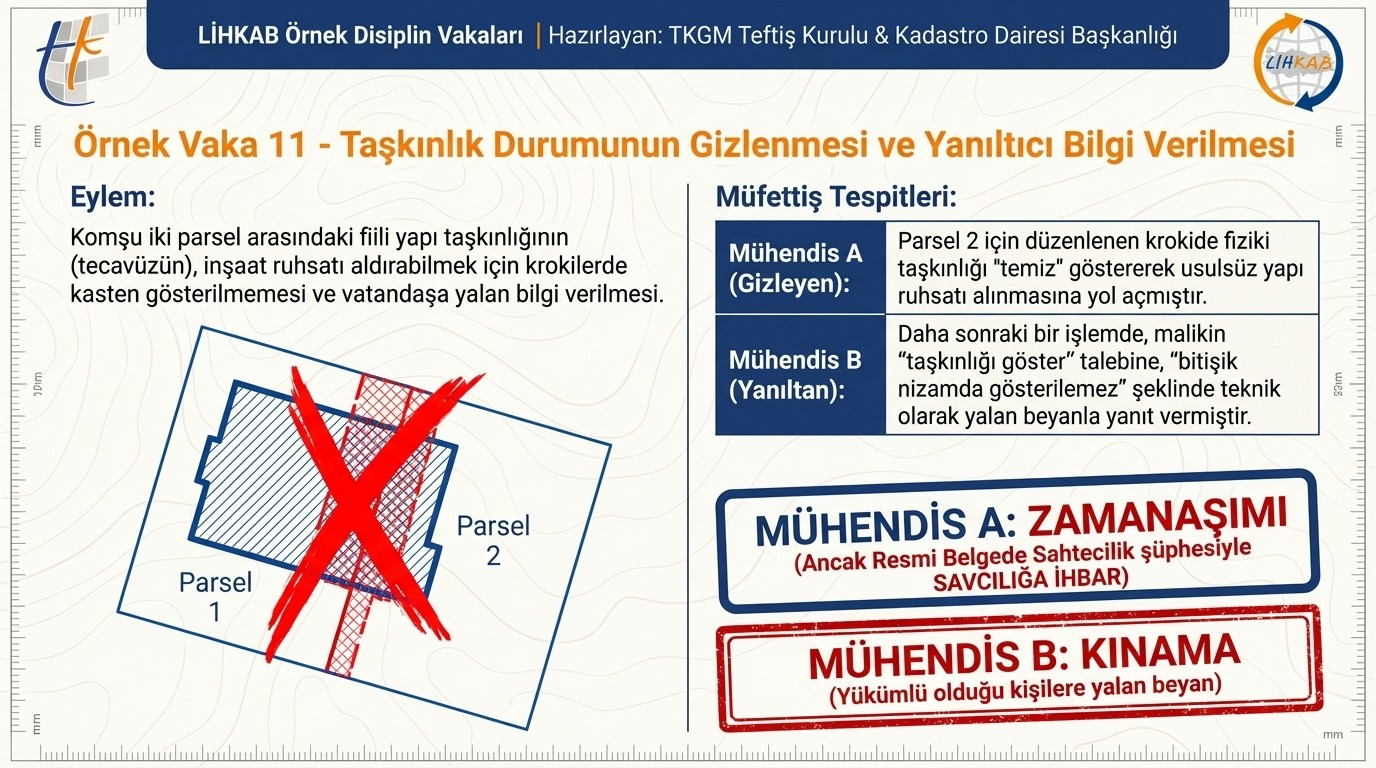 LİHKAB Örnek Disiplin Vakaları | Hazırlayan: TKGM Teftiş Kurulu & Kadastro Dairesi Başkanlığı
LİHKAB
Örnek Vaka 11 - Taşkınlık Durumunun Gizlenmesi ve Yanıltıcı Bilgi Verilmesi
Eylem:
Komşu iki parsel arasındaki fiili yapı taşkınlığının
(tecavüzün), inşaat ruhsatı aldırabilmek için krokilerde
kasten gösterilmemesi ve vatandaşa yalan bilgi verilmesi.
Parsel
1
Parsel
2
Müfettiş Tespitleri:
Mühendis A
(Gizleyen):
Parsel 2 için düzenlenen krokide fiziki
taşkınlığı "temiz" göstererek usulsüz yapı
ruhsatı alınmasına yol açmıştır.
Mühendis B
(Yanıltan):
Daha sonraki bir işlemde, malikin
“taşkınlığı göster” talebine, “bitişik
nizamda gösterilemez” şeklinde teknik
olarak yalan beyanla yanıt vermiştir.
MÜHENDİS A: ZAMANAŞIMI
(Ancak Resmi Belgede Sahtecilik şüphesiyle
SAVCILIĞA İHBAR)
MÜHENDİS B: KINAMA
(Yükümlü olduğu kişilere yalan beyan)
mm
mm
mm
mm